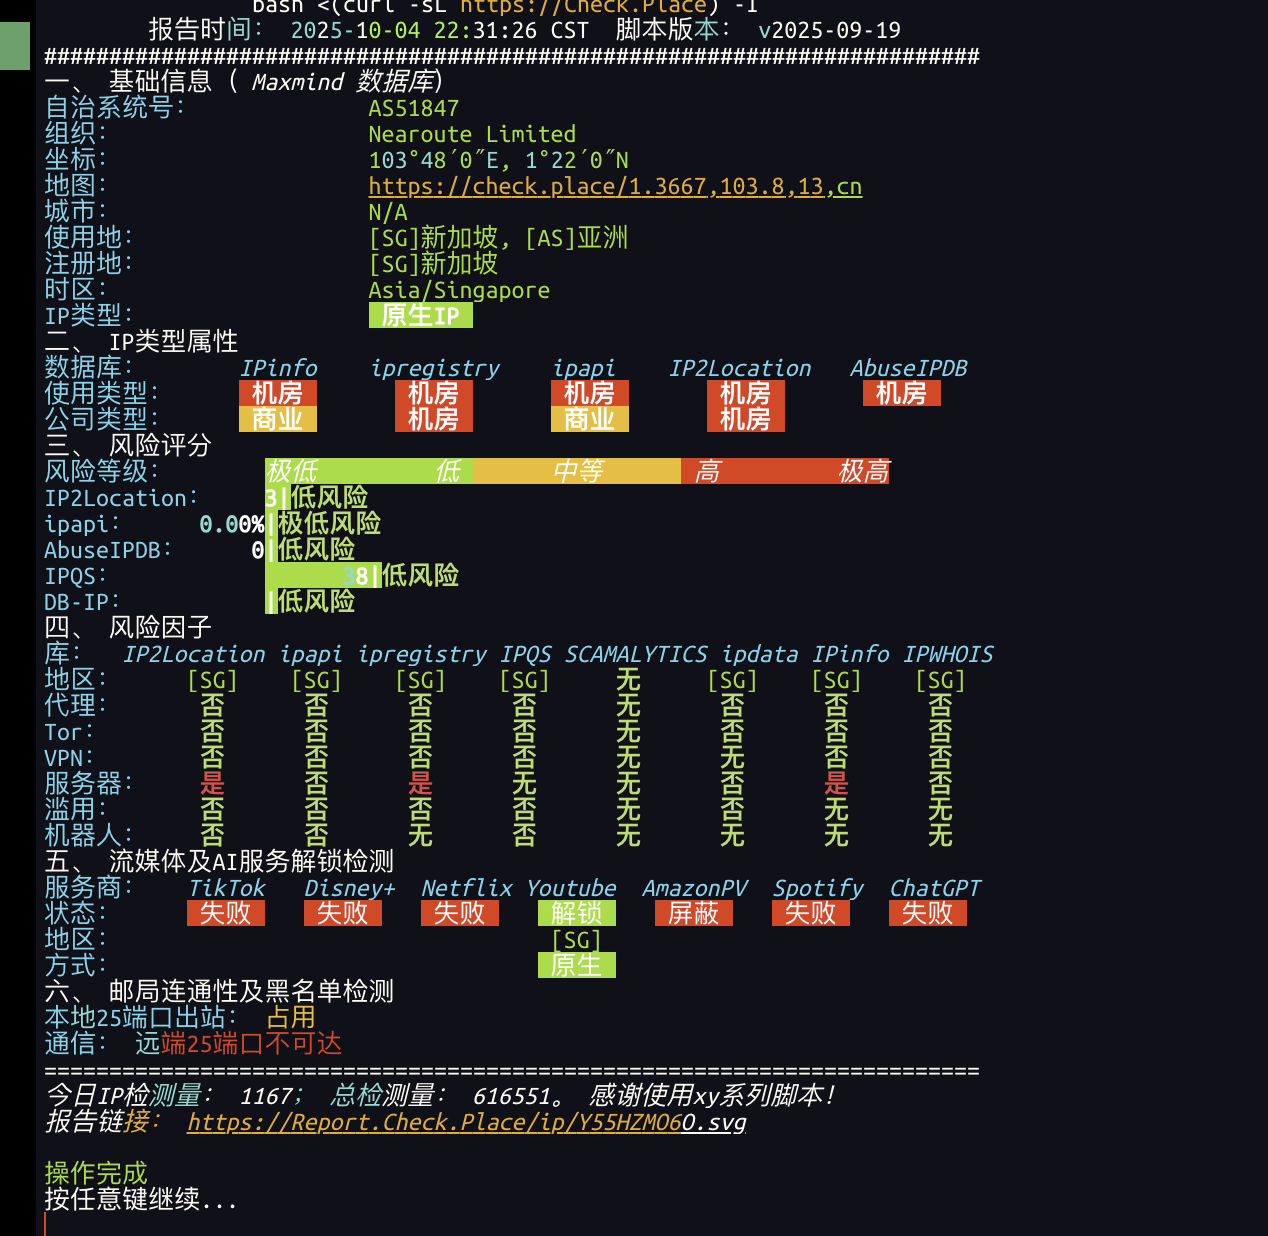 bash <(curl -sL https://Check.Place) -I
报告时间： 2025-10-04 22:31:26 CST 脚本版本： v2025-09-19
########################################################################
一、 基础信息（ Maxmind 数据库）
自治系统号： AS51847
组织： Nearoute Limited
坐标： 103°48′0″E, 1°22′0″N
地图： https://check.place/1.3667,103.8,13,cn
城市： N/A
使用地： [SG]新加坡, [AS]亚洲
注册地： [SG]新加坡
时区： Asia/Singapore
IP类型： 原生IP
二、 IP类型属性
数据库： IPinfo ipregistry ipapi IP2Location AbuseIPDB
使用类型： 机房 机房 机房 机房 机房
公司类型： 商业 机房 商业 机房
三、 风险评分
风险等级： 极低 低 中等 高 极高
IP2Location： 3|低风险
ipapi： 0.00%|极低风险
AbuseIPDB： 0|低风险
IPQS： 38|低风险
DB-IP： |低风险
四、 风险因子
库： IP2Location ipapi ipregistry IPQS SCAMALYTICS ipdata IPinfo IPWHOIS
地区： [SG] [SG] [SG] [SG] 无 [SG] [SG] [SG]
代理： 否 否 否 否 无 否 否 否
Tor： 否 否 否 否 无 否 否 否
VPN： 否 否 否 否 无 无 否 否
服务器： 是 否 是 无 无 否 是 否
滥用： 否 否 否 否 无 否 无 无
机器人： 否 否 无 否 无 无 无 无
五、 流媒体及AI服务解锁检测
服务商： TikTok Disney+ Netflix Youtube AmazonPV Spotify ChatGPT
状态： 失败 失败 失败 解锁 屏蔽 失败 失败
地区： [SG]
方式： 原生
六、 邮局连通性及黑名单检测
本地25端口出站： 占用
通信： 远端25端口不可达
========================================================================
今日IP检测量： 1167； 总检测量： 616551。 感谢使用xy系列脚本！
报告链接： https://Report.Check.Place/ip/Y55HZMO6O.svg
操作完成
按任意键继续...